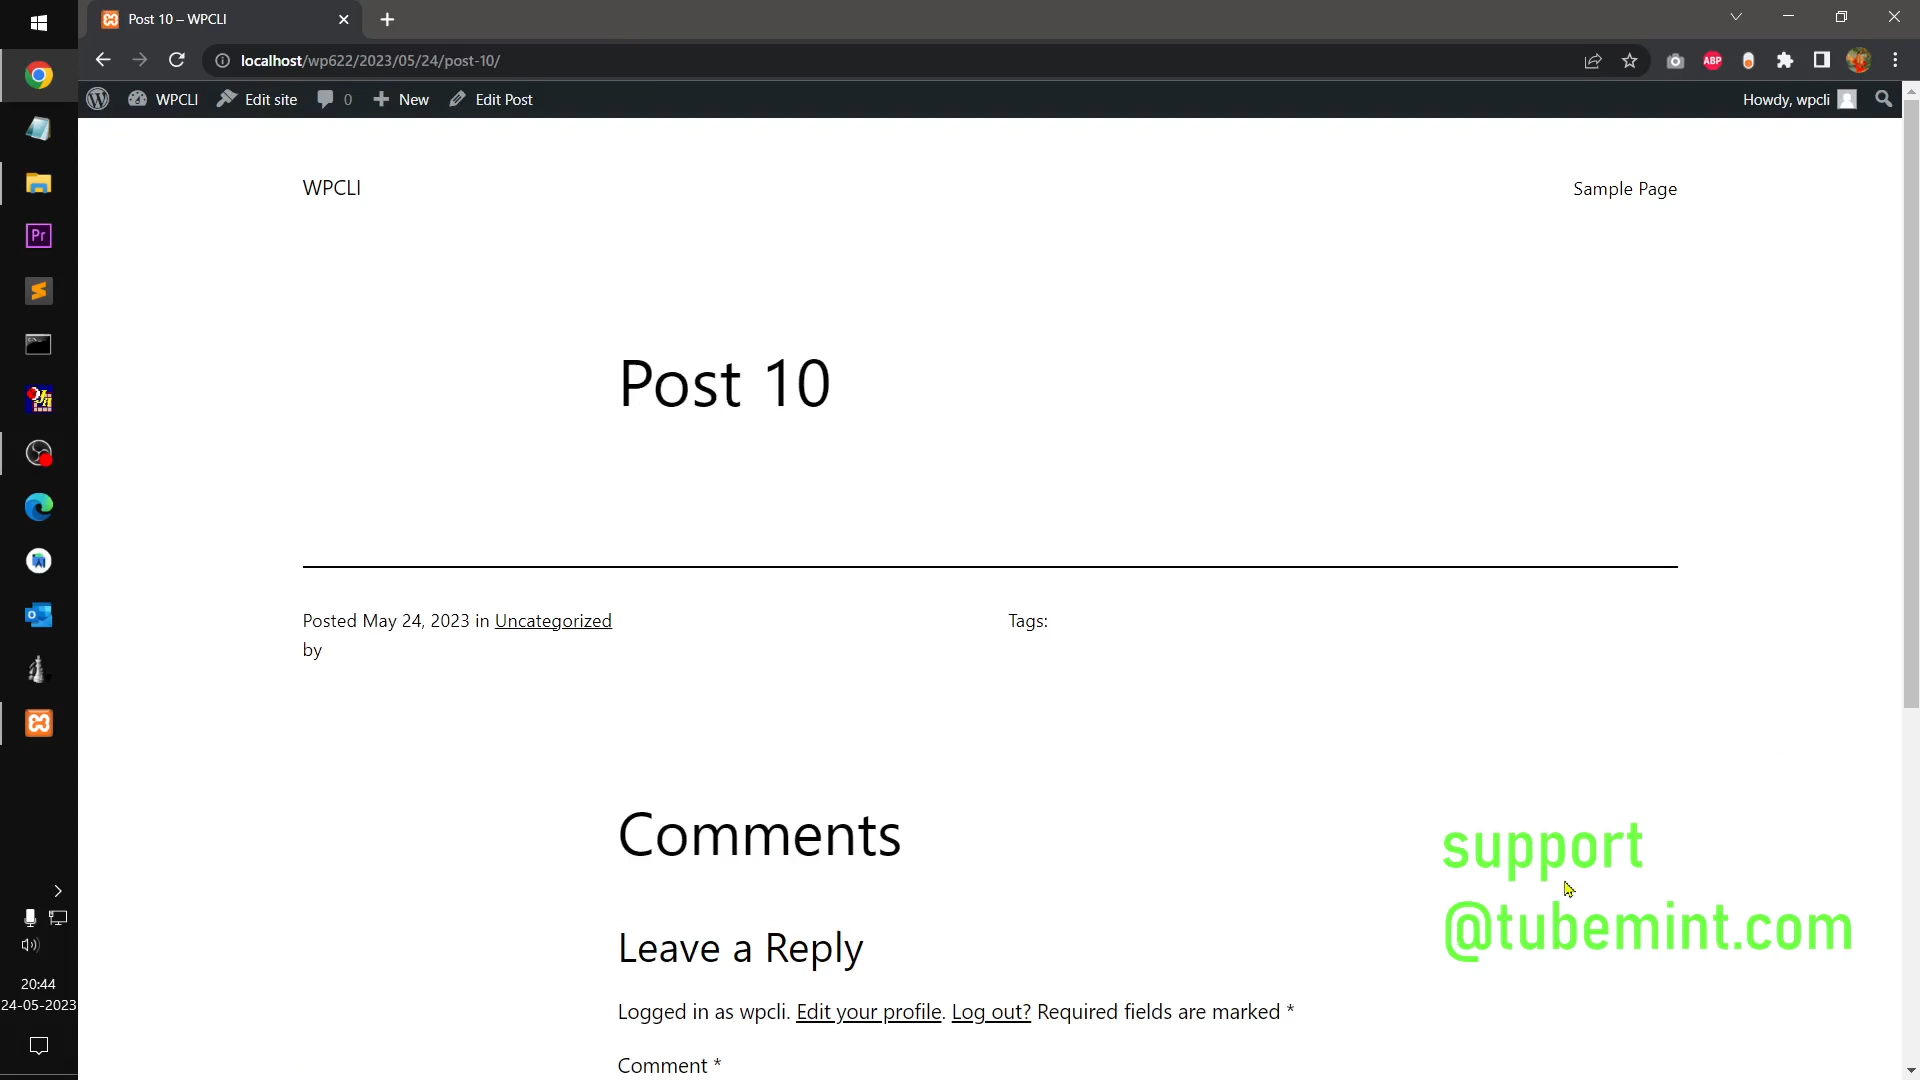 Post 10 – WPCLI
localhost/wp622/2023/05/24/post-10/
ABP
WPCLI Edit site 0 New Edit Post Howdy, wpcli
WPCLI Sample Page
Pr
Post 10
Posted May 24, 2023 in Uncategorized Tags:
by
Comments
support
@tubemint.com
Leave a Reply
Logged in as wpcli. Edit your profile. Log out? Required fields are marked *
Comment *
20:44
24-05-2023